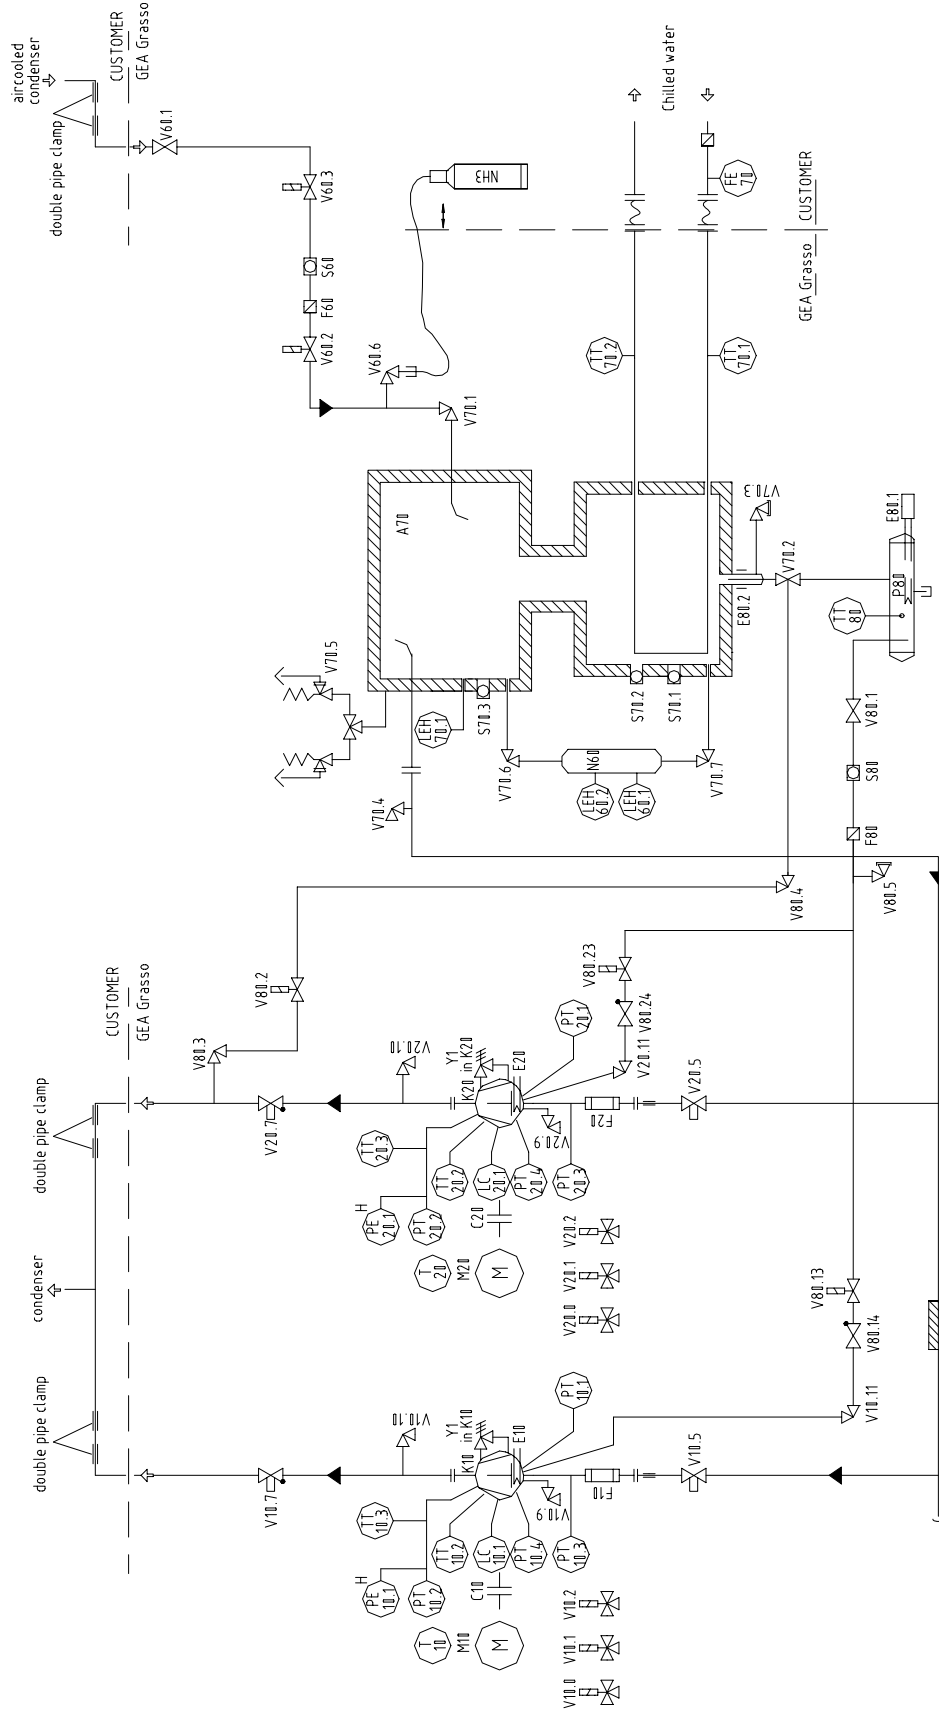 aircooled
condenser
double pipe clamp
CUSTOMER
GEA Grasso
V60.1
V60.3
S60
F60
V60.2
V60.6
V70.1
NH3
Chilled water
FE
70
GEA Grasso
CUSTOMER
TT
70.2
TT
70.1
A70
V70.5
LEH
70.1
S70.3
V70.4
V70.6
N60
LEH
60.2
LEH
60.1
V70.7
S70.2
S70.1
E80.2
V70.3
V70.2
E80.1
P80
TT
80
V80.1
S80
F80
V80.5
V80.4
V80.2
V80.3
CUSTOMER
GEA Grasso
double pipe clamp
condenser
double pipe clamp
V20.7
V20.10
Y1
in K20
K20
E20
PT
20.1
V80.23
V80.24
V20.11
V20.5
F20
V20.9
TT
20.3
TT
20.2
LC
20.1
PT
20.4
PT
20.3
H
PE
20.1
PT
20.2
C20
T
20
M20
M
V20.2
V20.1
V20.0
V80.13
V80.14
V10.11
V10.7
V10.10
Y1
in K10
K10
E10
PT
10.1
V10.5
F10
V10.9
TT
10.3
TT
10.2
LC
10.1
PT
10.4
PT
10.3
H
PE
10.1
PT
10.2
C10
T
10
M10
M
V10.2
V10.1
V10.0